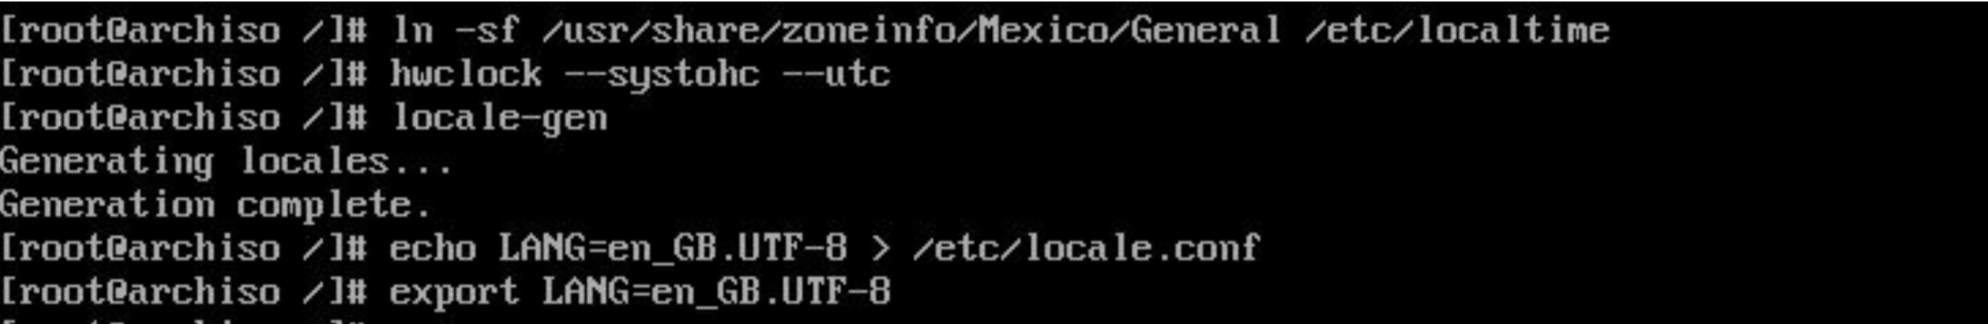 [root@archiso /]# ln -sf /usr/share/zoneinfo/Mexico/General /etc/localtime
[root@archiso /]# hwclock --systohc --utc
[root@archiso /]# locale-gen
Generating locales...
Generation complete.
[root@archiso /]# echo LANG=en_GB.UTF-8 > /etc/locale.conf
[root@archiso /]# export LANG=en_GB.UTF-8